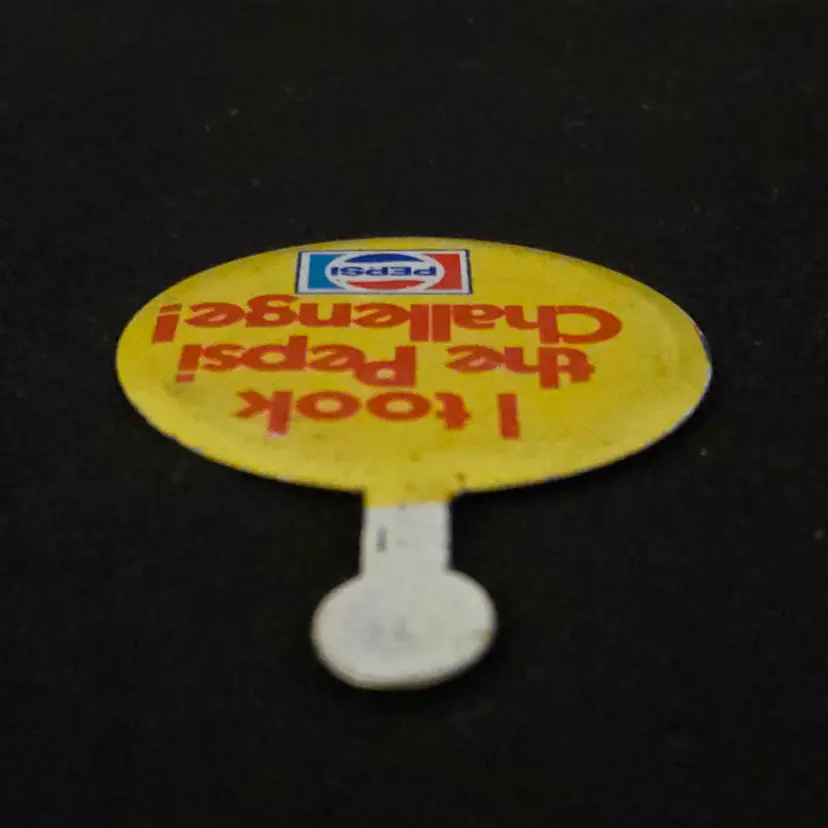 I took
the Pepsi
Challenge!
PEPSI